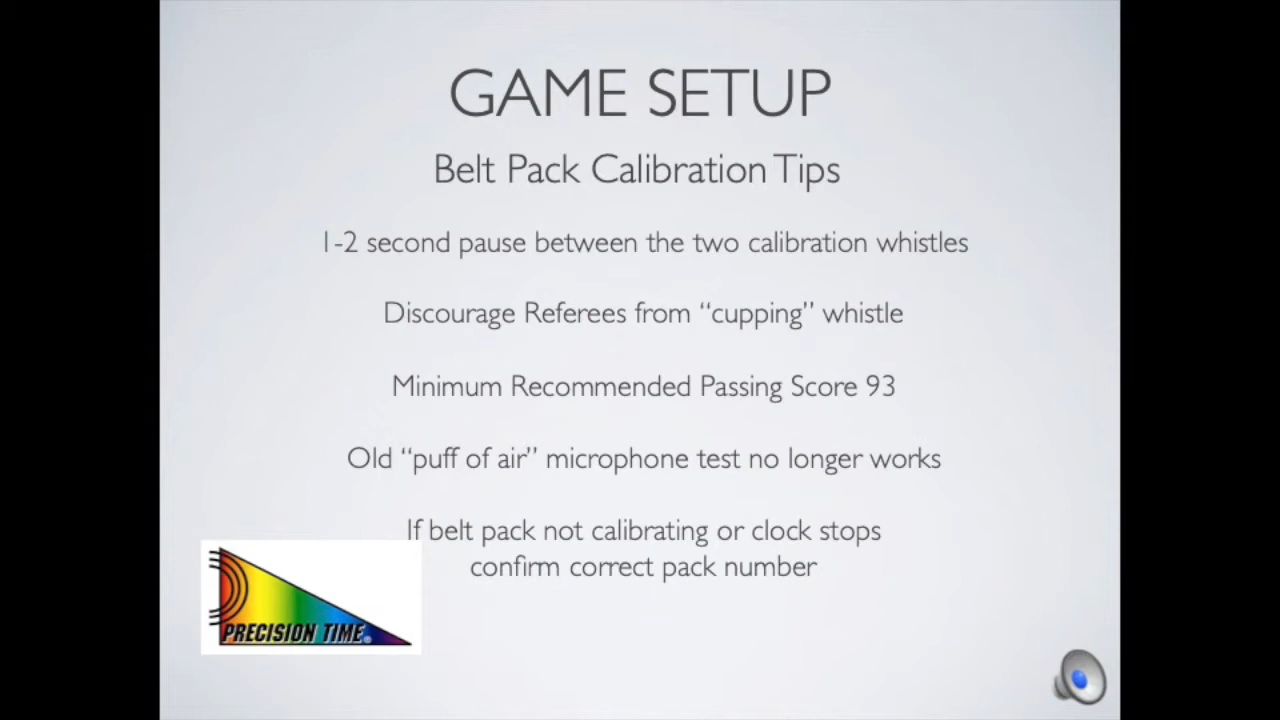 GAME SETUP
Belt Pack Calibration Tips
1-2 second pause between the two calibration whistles
Discourage Referees from “cupping” whistle
Minimum Recommended Passing Score 93
Old “puff of air” microphone test no longer works
If belt pack not calibrating or clock stops
confirm correct pack number
PRECISION TIME®